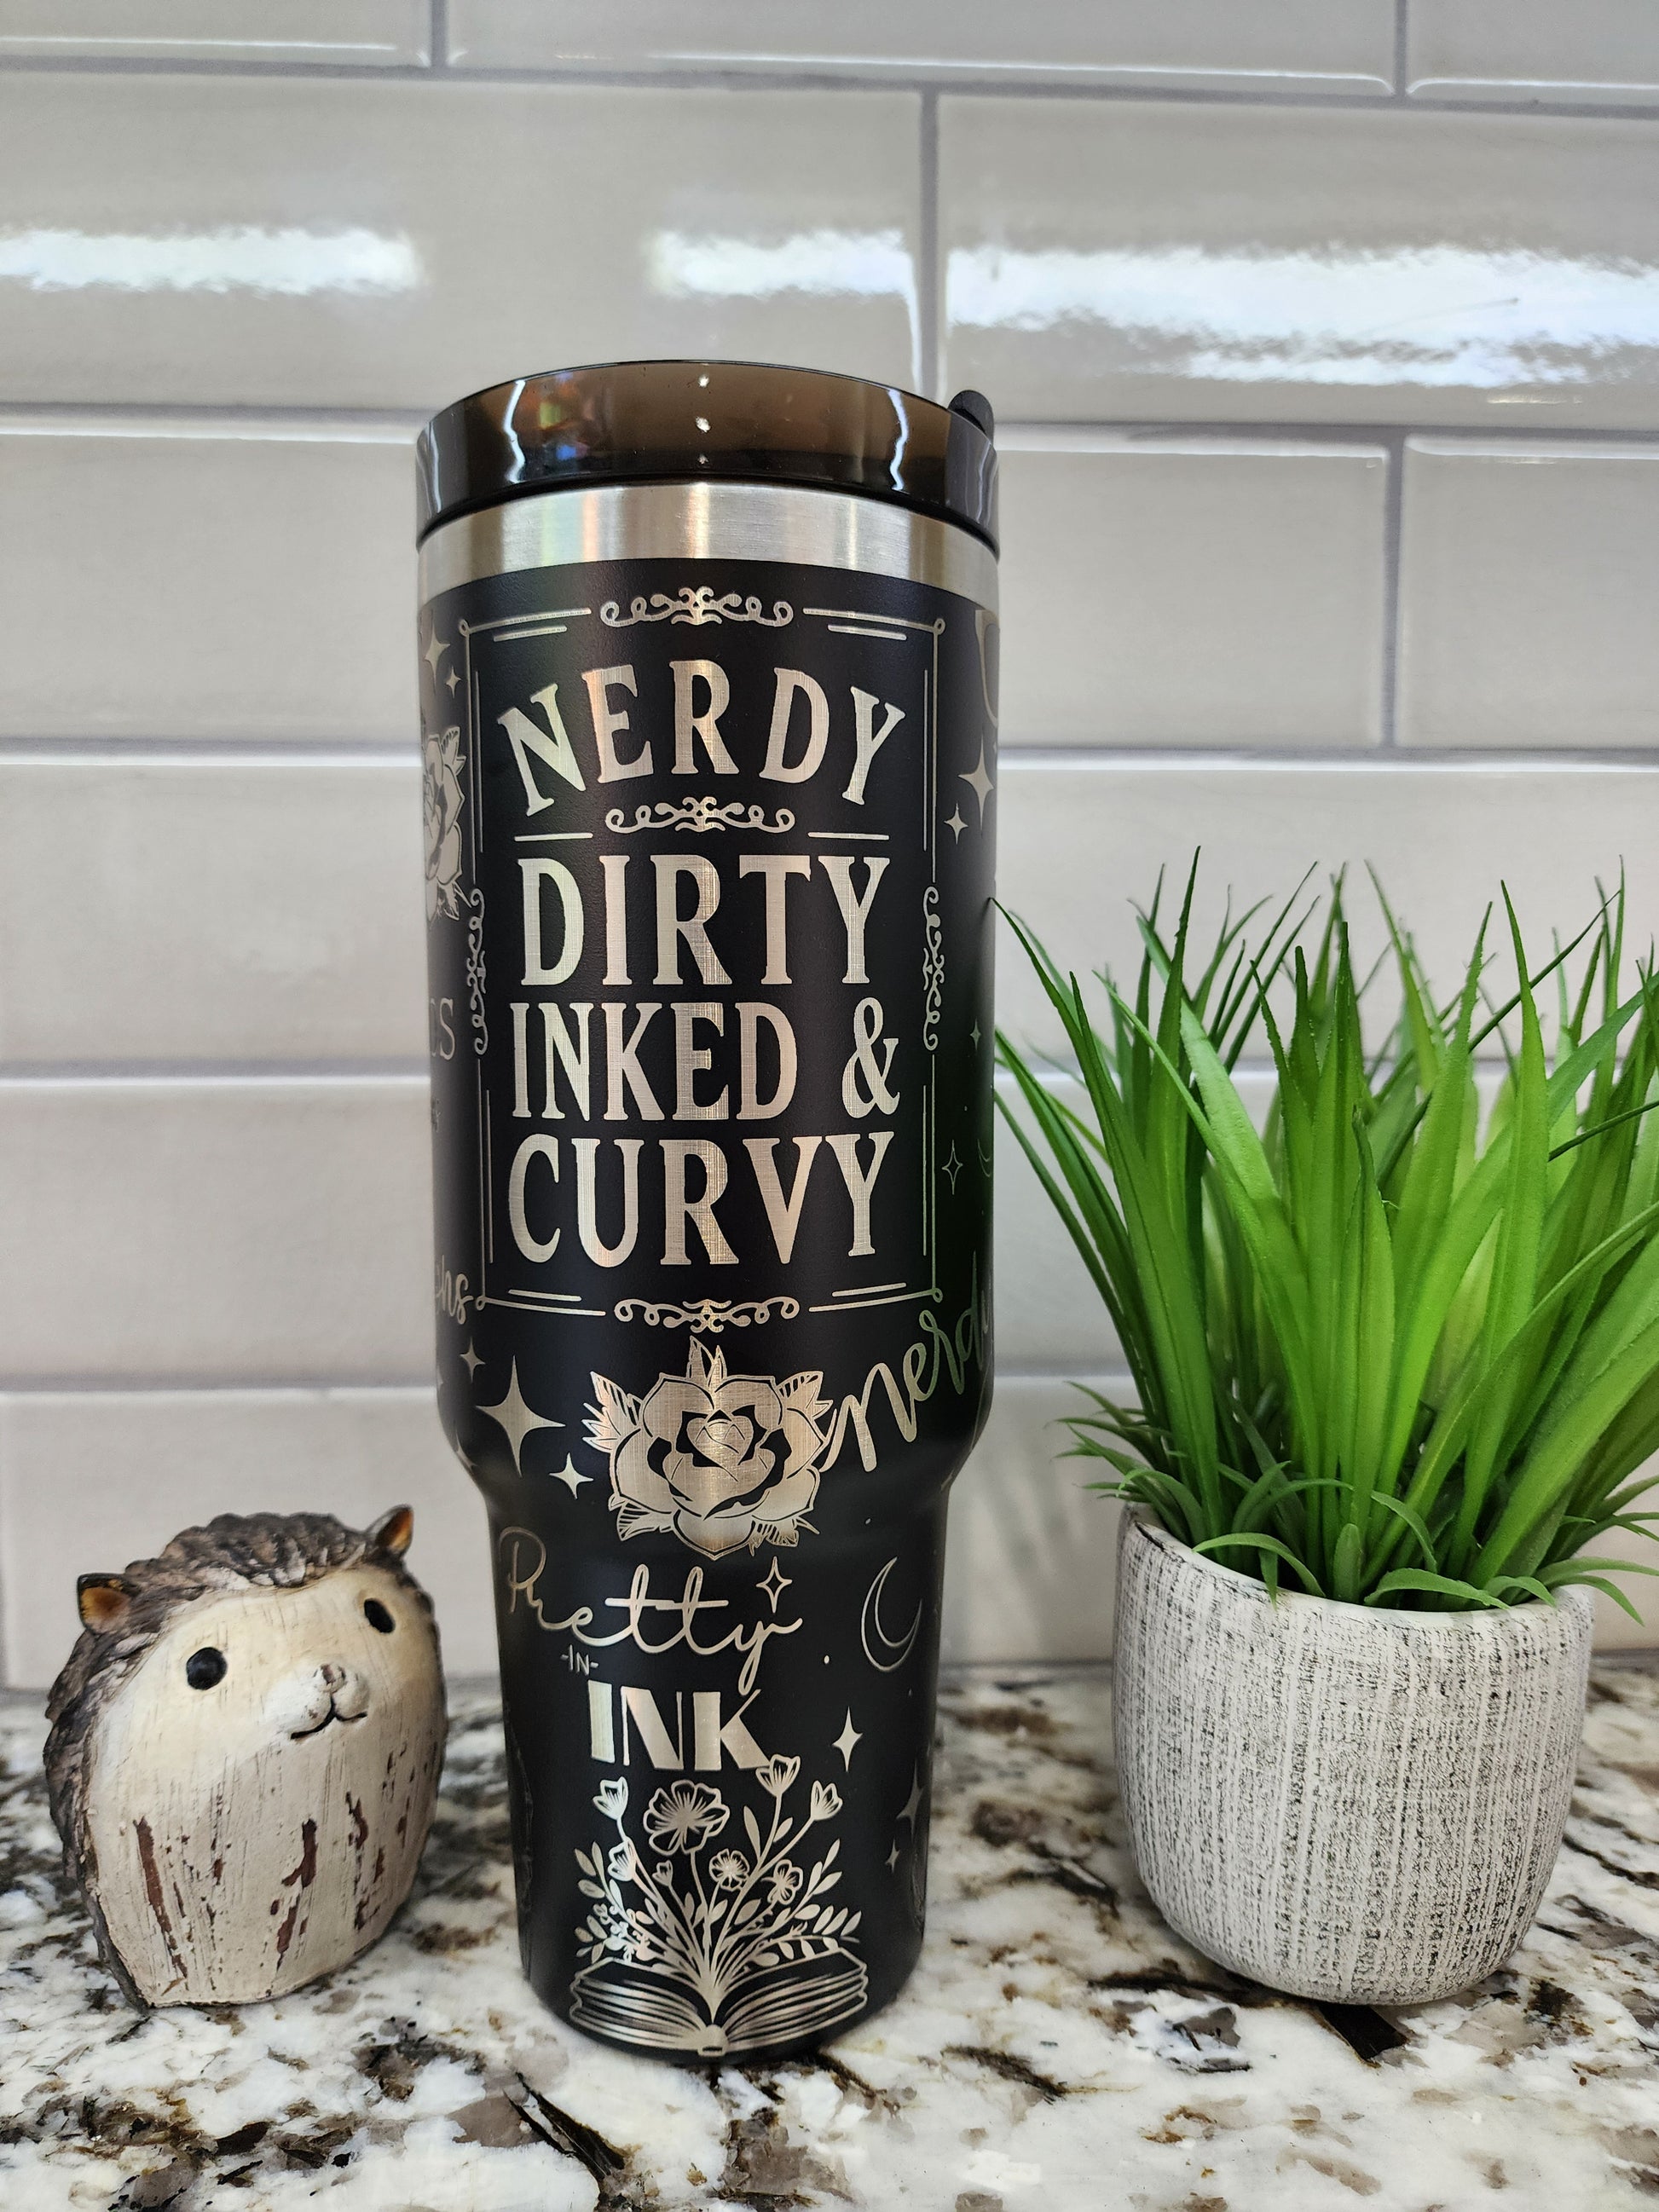 NERDY
DIRTY
INKED &
CURVY
nerdy
Pretty
-IN-
INK